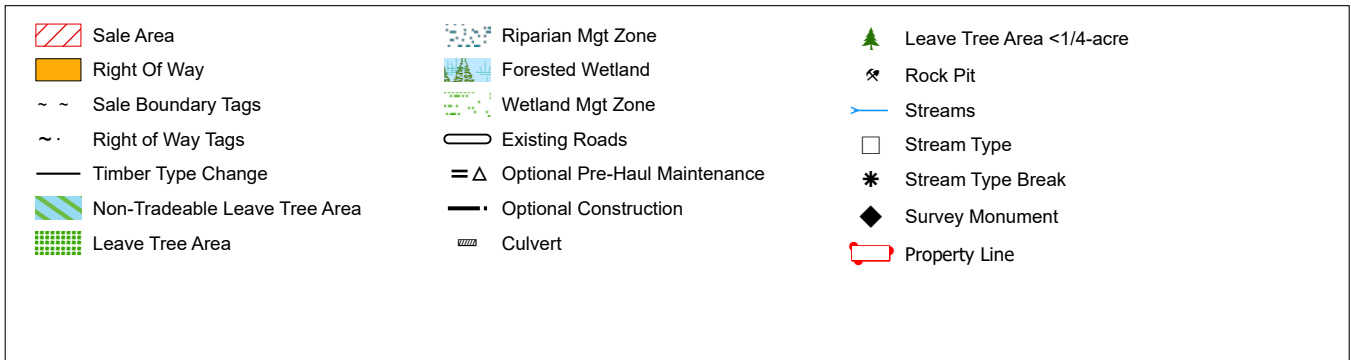 Sale Area
Right Of Way
Sale Boundary Tags
Right of Way Tags
Timber Type Change
Non-Tradeable Leave Tree Area
Leave Tree Area
Riparian Mgt Zone
Forested Wetland
Wetland Mgt Zone
Existing Roads
Optional Pre-Haul Maintenance
Optional Construction
Culvert
Leave Tree Area <1/4-acre
Rock Pit
Streams
Stream Type
Stream Type Break
Survey Monument
Property Line